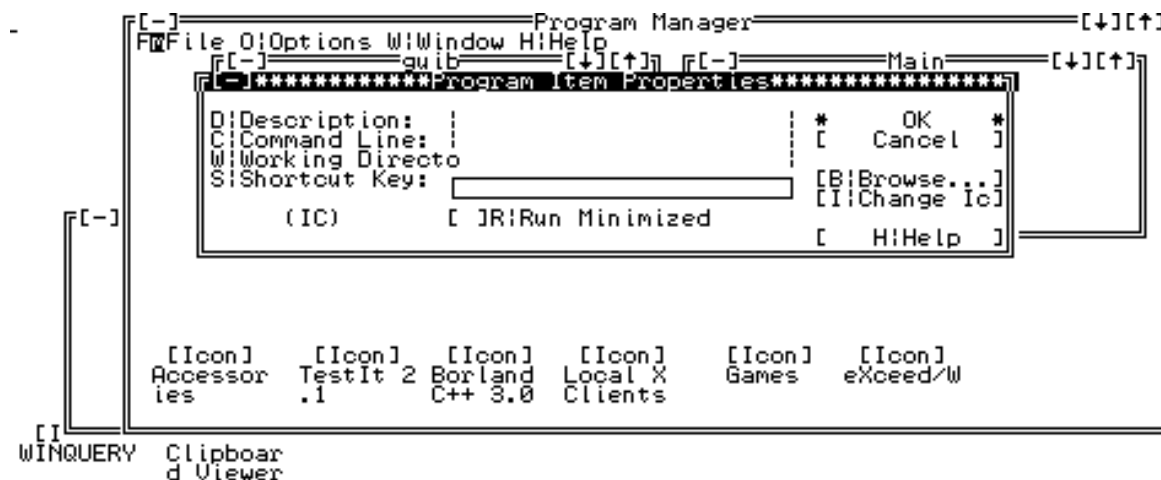 [-] Program Manager [↓][↑]
F File O¦Options W¦Window H¦Help
[-] guib [↓][↑] [-] Main [↓][↑]
[-]************Program Item Properties****************
D¦Description: * OK *
C¦Command Line: [ Cancel ]
W¦Working Directo
S¦Shortcut Key: [B¦Browse...]
[I¦Change Ic]
[-] (IC) [ ]R¦Run Minimized
[ H¦Help ]
[Icon] [Icon] [Icon] [Icon] [Icon] [Icon]
Accessor TestIt 2 Borland Local X Games eXceed/W
ies .1 C++ 3.0 Clients
[I
WINQUERY Clipboar
d Viewer